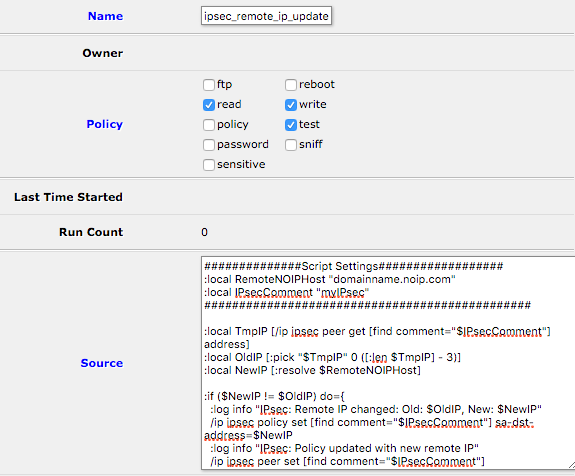 Name ipsec_remote_ip_update
Owner
ftp reboot
read write
Policy policy test
password sniff
sensitive
Last Time Started
Run Count 0
##############Script Settings##################
:local RemoteNOIPHost "domainname.noip.com"
:local IPsecComment "myIPsec"
###############################################
:local TmpIP [/ip ipsec peer get [find comment="$IPsecComment"]
address]
:local OldIP [:pick "$TmpIP" 0 ([:len $TmpIP] - 3)]
Source
:local NewIP [:resolve $RemoteNOIPHost]
:if ($NewIP != $OldIP) do={
:log info "IPsec: Remote IP changed: Old: $OldIP, New: $NewIP"
/ip ipsec policy set [find comment="$IPsecComment"] sa-dst-
address=$NewIP
:log info "IPsec: Policy updated with new remote IP"
/ip ipsec peer set [find comment="$IPsecComment"]